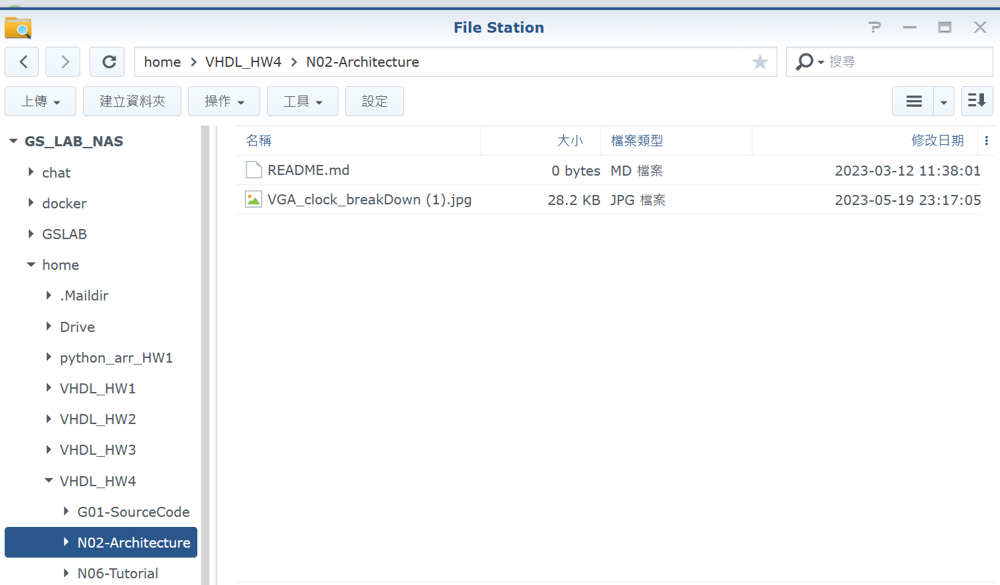 File Station
home VHDL_HW4 N02-Architecture 搜尋
上傳 建立資料夾 操作 工具 設定
GS_LAB_NAS
chat
docker
GSLAB
home
.Maildir
Drive
python_arr_HW1
VHDL_HW1
VHDL_HW2
VHDL_HW3
VHDL_HW4
G01-SourceCode
N02-Architecture
N06-Tutorial
名稱 大小 檔案類型 修改日期
README.md 0 bytes MD 檔案 2023-03-12 11:38:01
VGA_clock_breakDown (1).jpg 28.2 KB JPG 檔案 2023-05-19 23:17:05